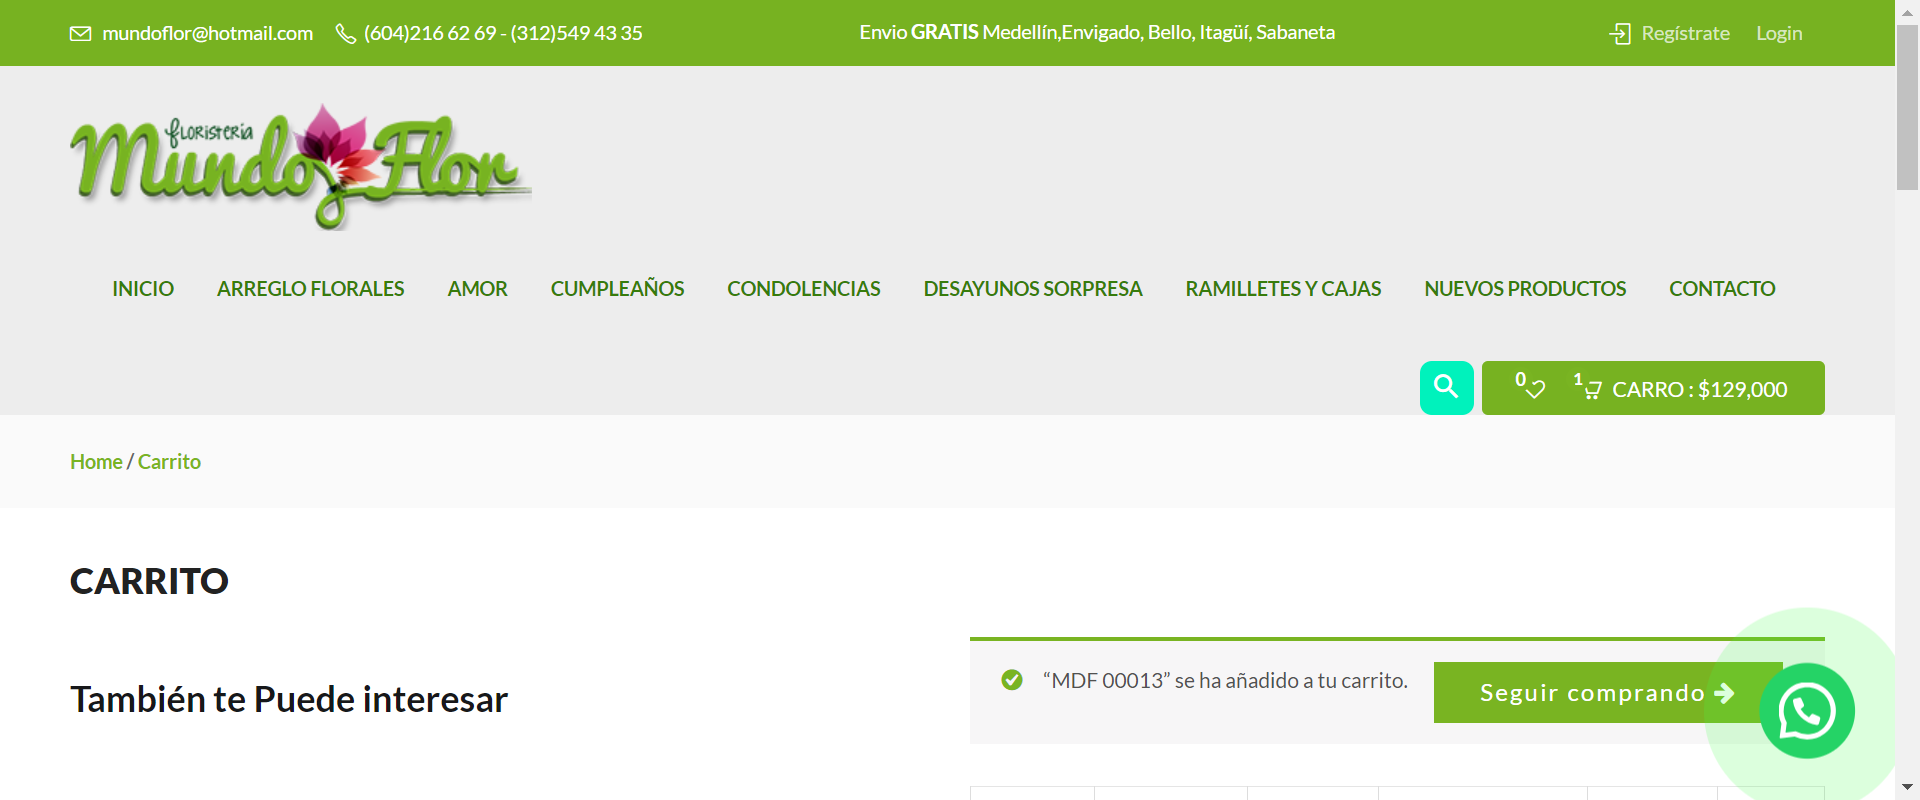 mundoflor@hotmail.com (604)216 62 69 - (312)549 43 35 Envio GRATIS Medellín,Envigado, Bello, Itagüí, Sabaneta Regístrate Login
FLORISTERIA
Mundo Flor
INICIO ARREGLO FLORALES AMOR CUMPLEAÑOS CONDOLENCIAS DESAYUNOS SORPRESA RAMILLETES Y CAJAS NUEVOS PRODUCTOS CONTACTO
0 1 CARRO : $129,000
Home / Carrito
CARRITO
También te Puede interesar
“MDF 00013” se ha añadido a tu carrito. Seguir comprando